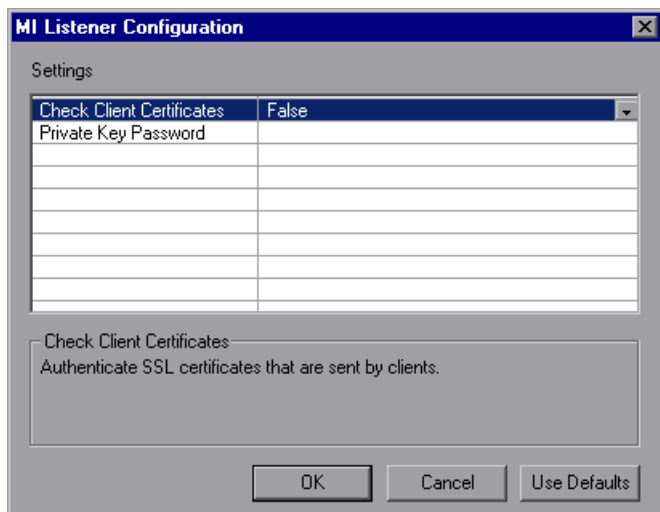 MI Listener Configuration
Settings
Check Client Certificates False
Private Key Password
Check Client Certificates
Authenticate SSL certificates that are sent by clients.
OK Cancel Use Defaults